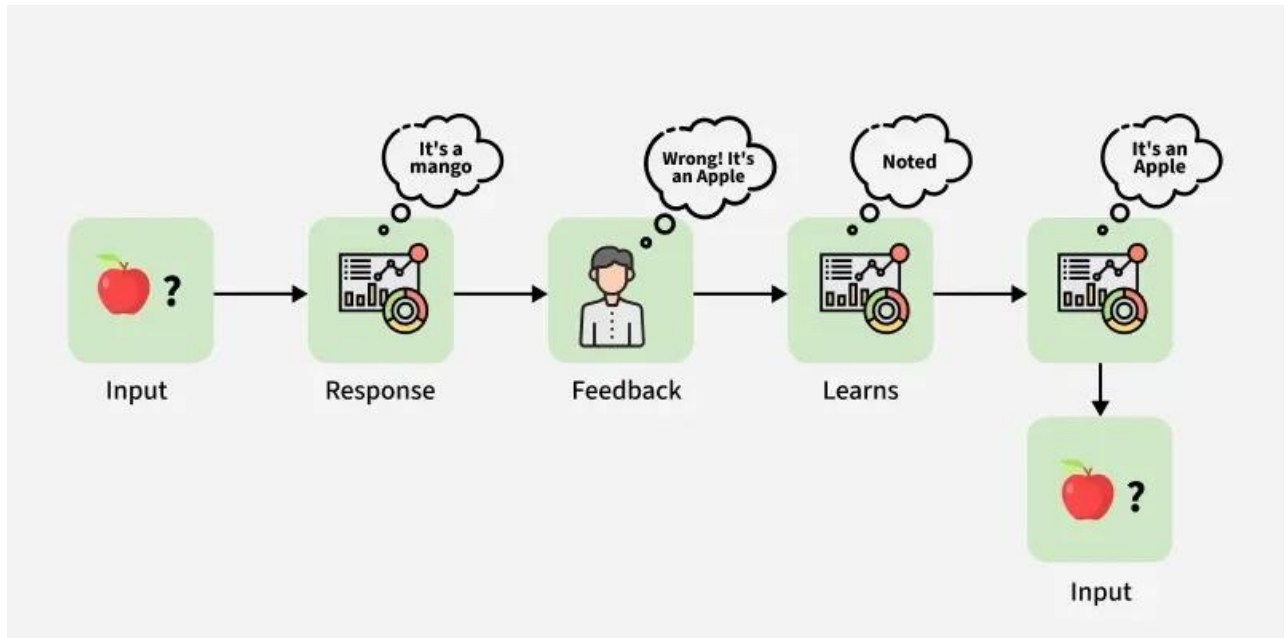 It's a
mango
Wrong! It's
an Apple
Noted
It's an
Apple
?
Input
Response
Feedback
Learns
?
Input